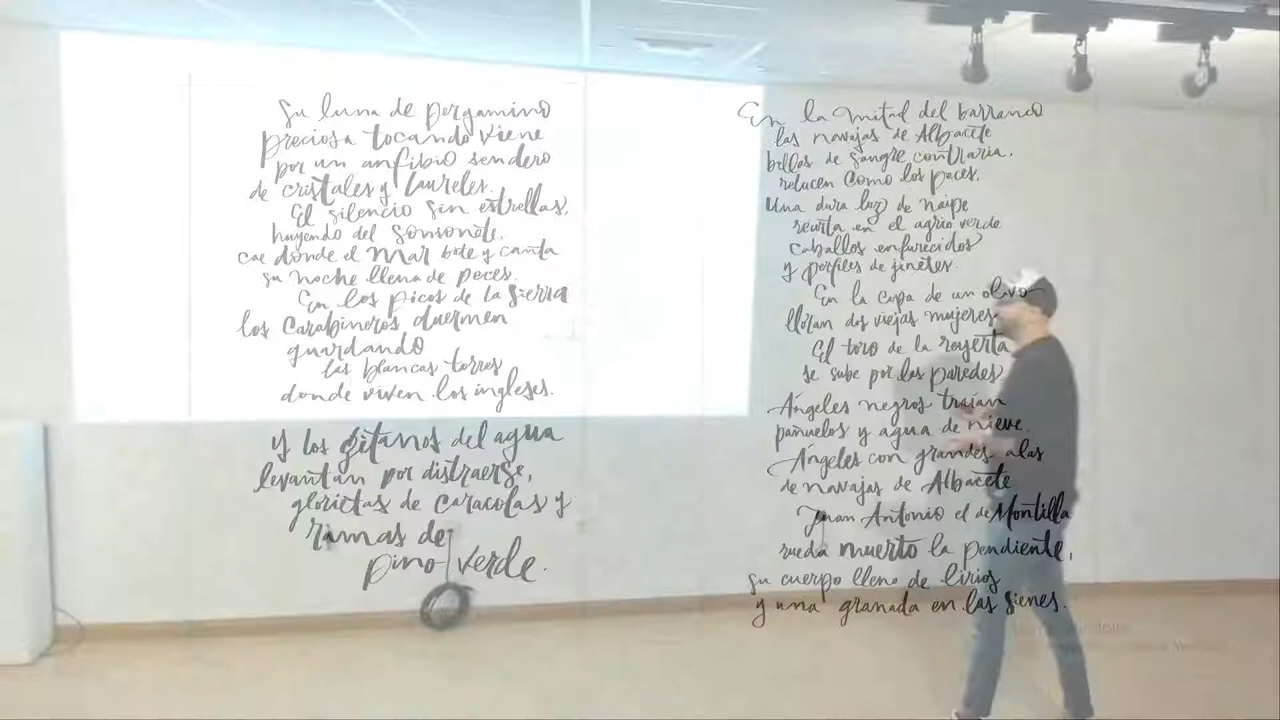 Su luna de pergamino
preciosa tocando viene
por un anfibio sendero
de cristales y laureles.
El silencio sin estrellas,
huyendo del sonsonete,
cae donde el mar bate y canta
su noche llena de peces.
En los picos de la sierra
los carabineros duermen
guardando
las blancas torres
donde viven los ingleses.
y los gitanos del agua
levantan por distraerse,
glorietas de caracolas y
ramas de
pino verde.
En la mitad del barranco
las navajas de Albacete
bellas de sangre contraria,
relucen como los peces.
Una dura luz de naipe
recorta en el agrio verde
caballos enfurecidos
y perfiles de jinetes.
En la copa de un olivo
lloran dos viejas mujeres
El toro de la reyerta
se sube por las paredes
Ángeles negros traían
pañuelos y agua de nieve.
Ángeles con grandes alas
de navajas de Albacete
Juan Antonio el de Montilla
rueda muerto la pendiente,
su cuerpo lleno de lirios
y una granada en las sienes.